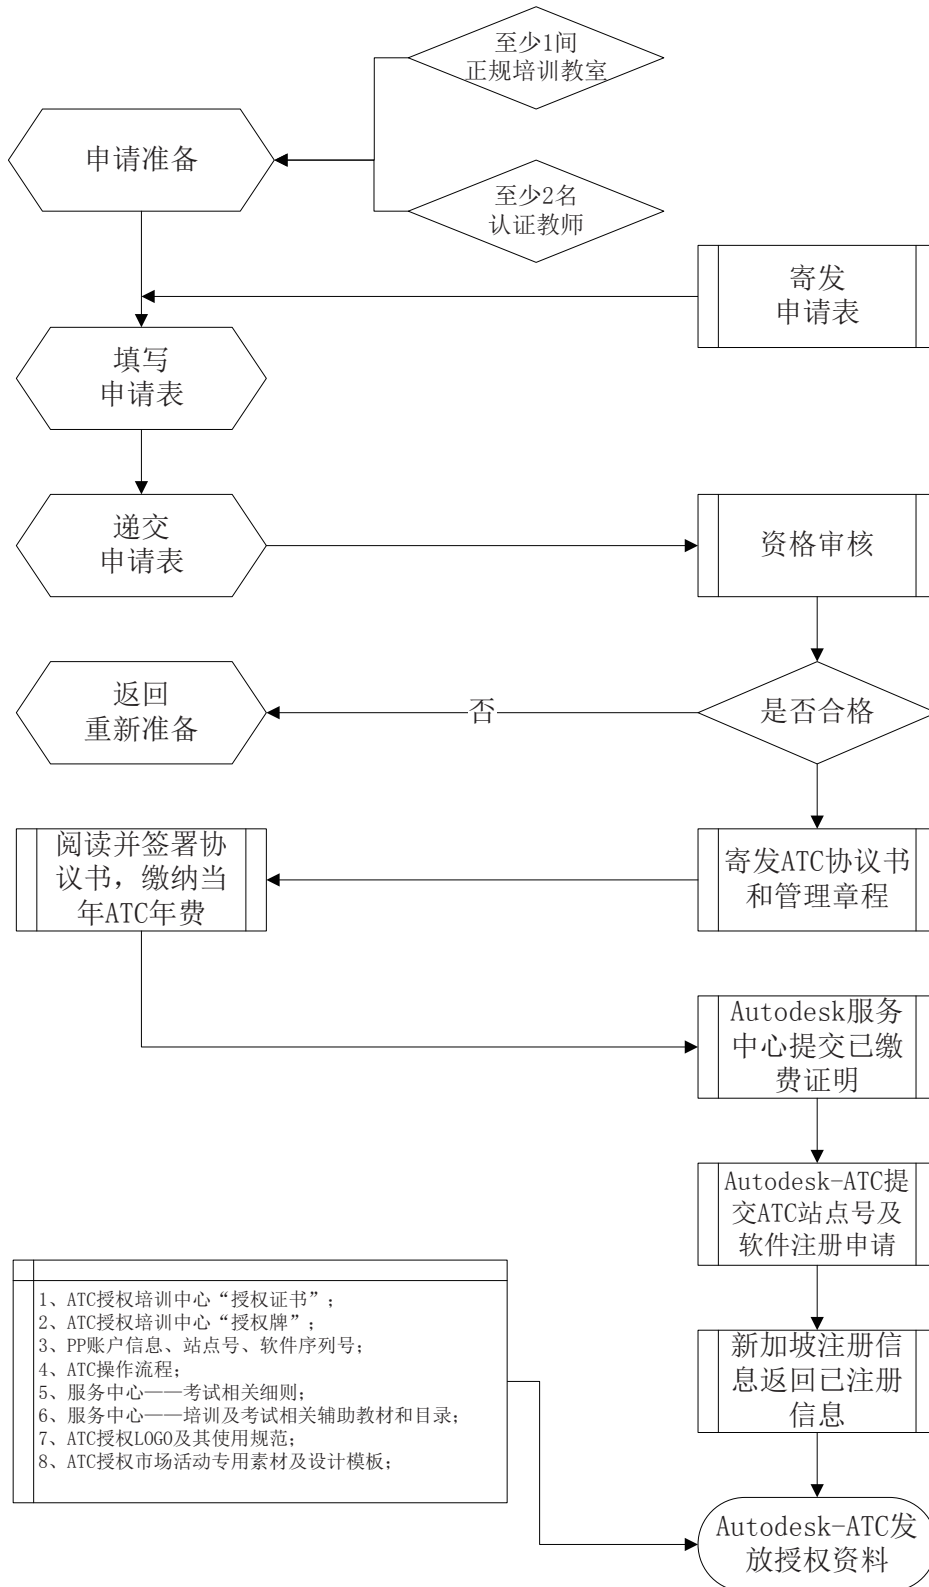 至少1间
正规培训教室
申请准备
至少2名
认证教师
寄发
申请表
填写
申请表
递交
申请表
资格审核
返回
重新准备
否
是否合格
阅读并签署协
议书，缴纳当
年ATC年费
寄发ATC协议书
和管理章程
Autodesk服务
中心提交已缴
费证明
Autodesk-ATC提
交ATC站点号及
软件注册申请
1、ATC授权培训中心“授权证书”；
2、ATC授权培训中心“授权牌”；
3、PP账户信息、站点号、软件序列号；
4、ATC操作流程；
5、服务中心——考试相关细则；
6、服务中心——培训及考试相关辅助教材和目录；
7、ATC授权LOGO及其使用规范；
8、ATC授权市场活动专用素材及设计模板；
新加坡注册信
息返回已注册
信息
Autodesk-ATC发
放授权资料